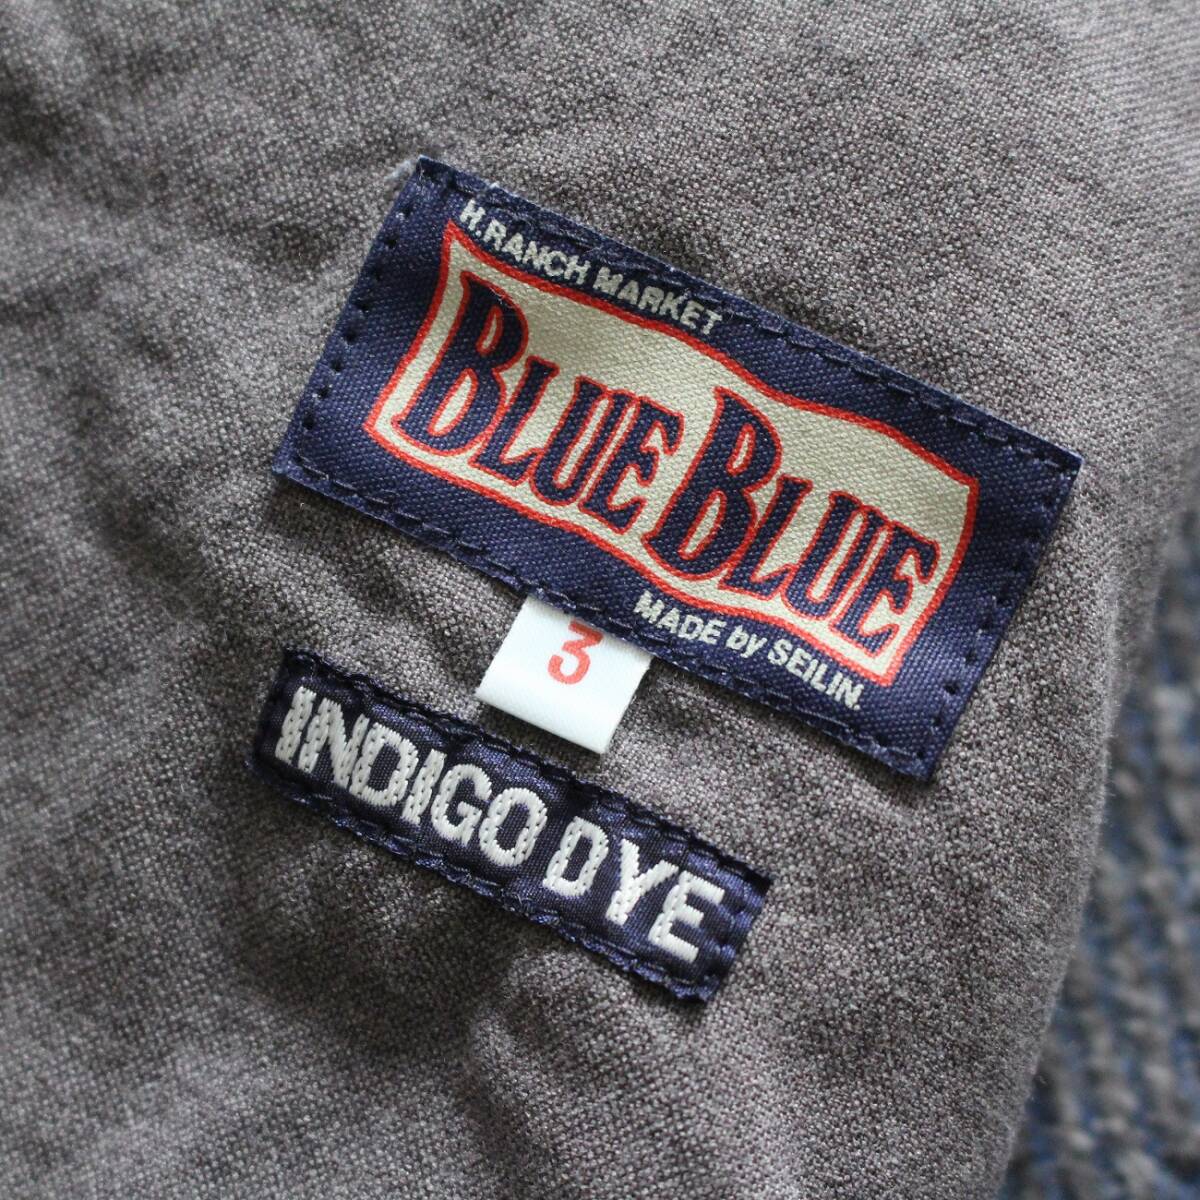 H.RANCH MARKET
BLUE BLUE
MADE by SEILIN.
3
INDIGO DYE